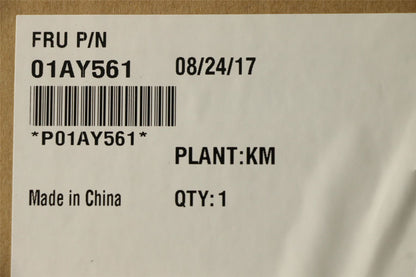 FRU P/N
01AY561 08/24/17
*P01AY561*
PLANT:KM
Made in China QTY: 1